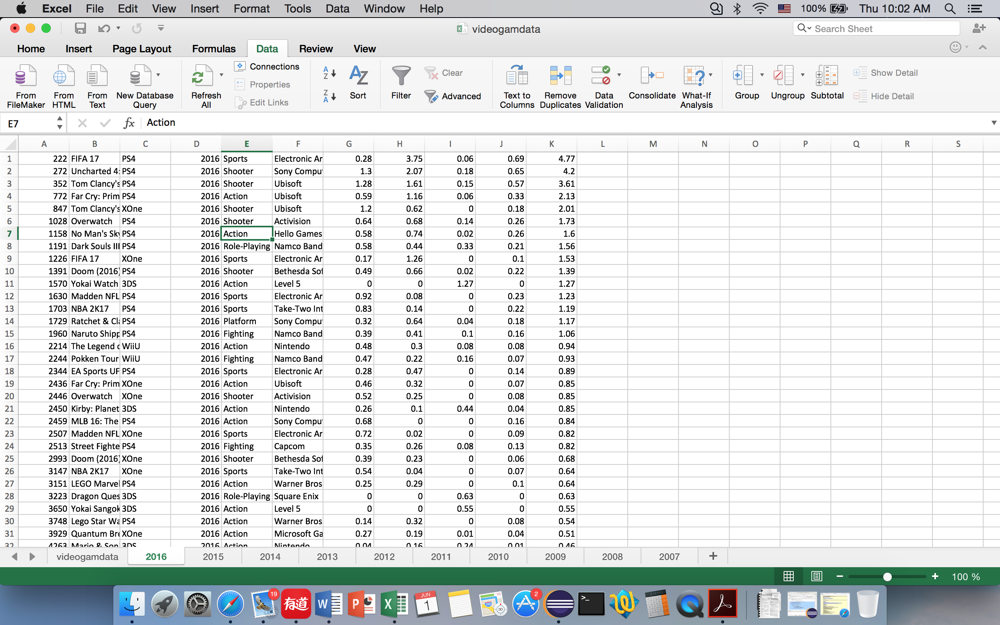 Excel File Edit View Insert Format Tools Data Window Help 100% Thu 10:02 AM
videogamdata Search Sheet
Home Insert Page Layout Formulas Data Review View
From FileMaker From HTML From Text New Database Query Refresh All Connections Properties Edit Links Sort Filter Clear Advanced Text to Columns Remove Duplicates Data Validation Consolidate What-If Analysis Group Ungroup Subtotal Show Detail Hide Detail
E7 fx Action
A B C D E F G H I J K L M N O P Q R S
1 222 FIFA 17 PS4 2016 Sports Electronic Ar 0.28 3.75 0.06 0.69 4.77
2 272 Uncharted 4: PS4 2016 Shooter Sony Compu 1.3 2.07 0.18 0.65 4.2
3 352 Tom Clancy's PS4 2016 Shooter Ubisoft 1.28 1.61 0.15 0.57 3.61
4 772 Far Cry: Prim PS4 2016 Action Ubisoft 0.59 1.16 0.06 0.33 2.13
5 847 Tom Clancy's XOne 2016 Shooter Ubisoft 1.2 0.62 0 0.18 2.01
6 1028 Overwatch PS4 2016 Shooter Activision 0.64 0.68 0.14 0.26 1.73
7 1158 No Man's Sky PS4 2016 Action Hello Games 0.58 0.74 0.02 0.26 1.6
8 1191 Dark Souls III PS4 2016 Role-Playing Namco Band 0.58 0.44 0.33 0.21 1.56
9 1226 FIFA 17 XOne 2016 Sports Electronic Ar 0.17 1.26 0 0.1 1.53
10 1391 Doom (2016) PS4 2016 Shooter Bethesda Sof 0.49 0.66 0.02 0.22 1.39
11 1570 Yokai Watch 3DS 2016 Action Level 5 0 0 1.27 0 1.27
12 1630 Madden NFL PS4 2016 Sports Electronic Ar 0.92 0.08 0 0.23 1.23
13 1703 NBA 2K17 PS4 2016 Sports Take-Two Int 0.83 0.14 0 0.22 1.19
14 1729 Ratchet & Cla PS4 2016 Platform Sony Compu 0.32 0.64 0.04 0.18 1.17
15 1960 Naruto Shipp PS4 2016 Fighting Namco Band 0.39 0.41 0.1 0.16 1.06
16 2214 The Legend o WiiU 2016 Action Nintendo 0.48 0.3 0.08 0.08 0.94
17 2244 Pokken Tour WiiU 2016 Fighting Namco Band 0.47 0.22 0.16 0.07 0.93
18 2344 EA Sports UF PS4 2016 Sports Electronic Ar 0.28 0.47 0 0.14 0.89
19 2436 Far Cry: Prim XOne 2016 Action Ubisoft 0.46 0.32 0 0.07 0.85
20 2446 Overwatch XOne 2016 Shooter Activision 0.52 0.25 0 0.08 0.85
21 2450 Kirby: Planet 3DS 2016 Action Nintendo 0.26 0.1 0.44 0.04 0.85
22 2459 MLB 16: The PS4 2016 Action Sony Compu 0.68 0 0 0.16 0.84
23 2507 Madden NFL XOne 2016 Sports Electronic Ar 0.72 0.02 0 0.09 0.82
24 2513 Street Fighte PS4 2016 Fighting Capcom 0.35 0.26 0.08 0.13 0.82
25 2993 Doom (2016) XOne 2016 Shooter Bethesda Sof 0.39 0.23 0 0.06 0.68
26 3147 NBA 2K17 XOne 2016 Sports Take-Two Int 0.54 0.04 0 0.07 0.64
27 3151 LEGO Marvel PS4 2016 Action Warner Bros 0.25 0.29 0 0.1 0.64
28 3223 Dragon Ques 3DS 2016 Role-Playing Square Enix 0 0 0.63 0 0.63
29 3650 Yokai Sangok 3DS 2016 Action Level 5 0 0 0.55 0 0.55
30 3748 Lego Star Wa PS4 2016 Action Warner Bros 0.14 0.32 0 0.08 0.54
31 3929 Quantum Bre XOne 2016 Action Microsoft Ga 0.27 0.19 0.01 0.04 0.51
32 4263 Mario & Son 3DS 2016 Action Nintendo 0.04 0.16 0.24 0.01 0.46
videogamdata 2016 2015 2014 2013 2012 2011 2010 2009 2008 2007 +
100 %
19 有道 W P X JUN 1 280 3D 2 >_ 3.141593